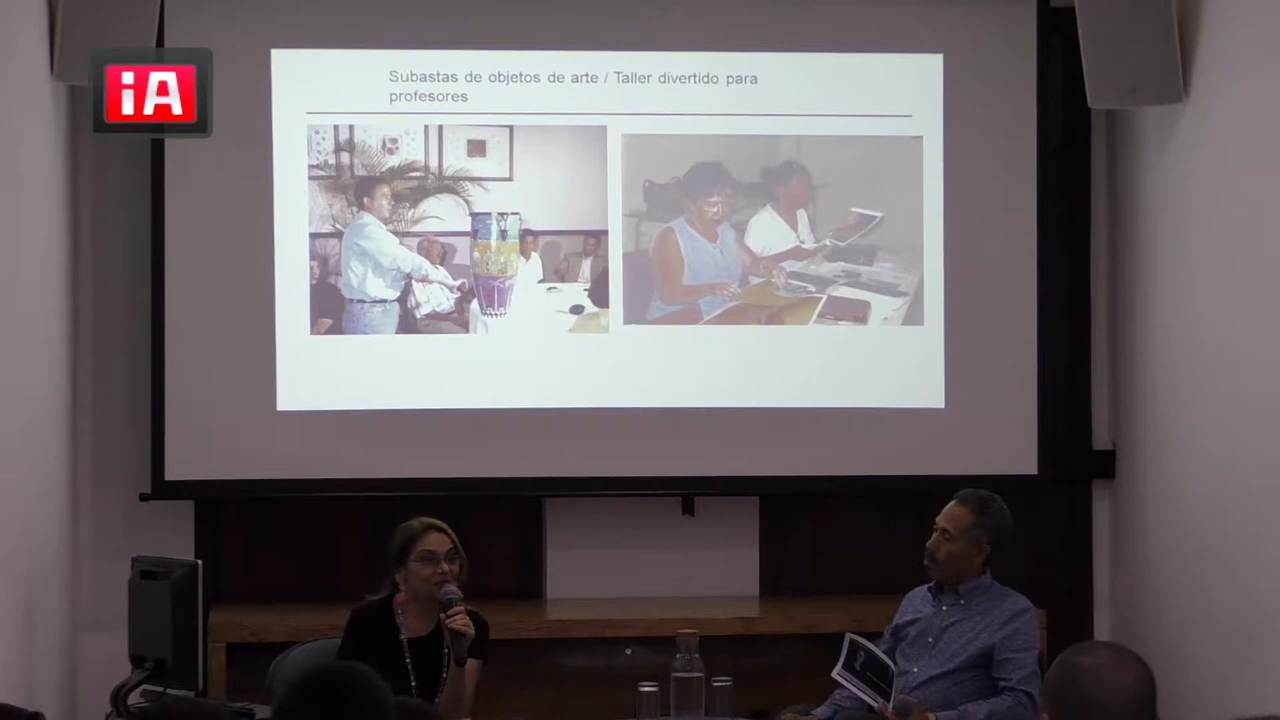 iA
Subastas de objetos de arte / Taller divertido para
profesores